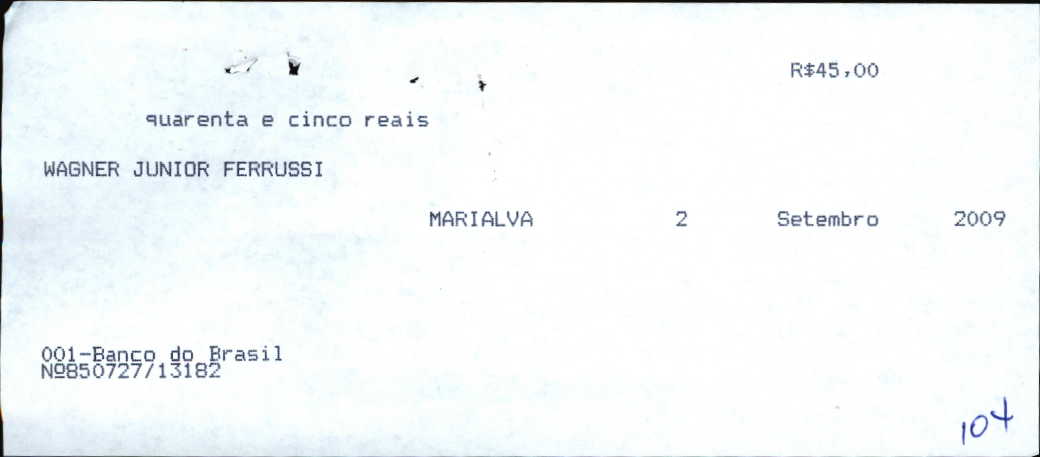 R$45,00
quarenta e cinco reais
WAGNER JUNIOR FERRUSSI
MARIALVA 2 Setembro 2009
001-Banco do Brasil
Nº850727/13182
104